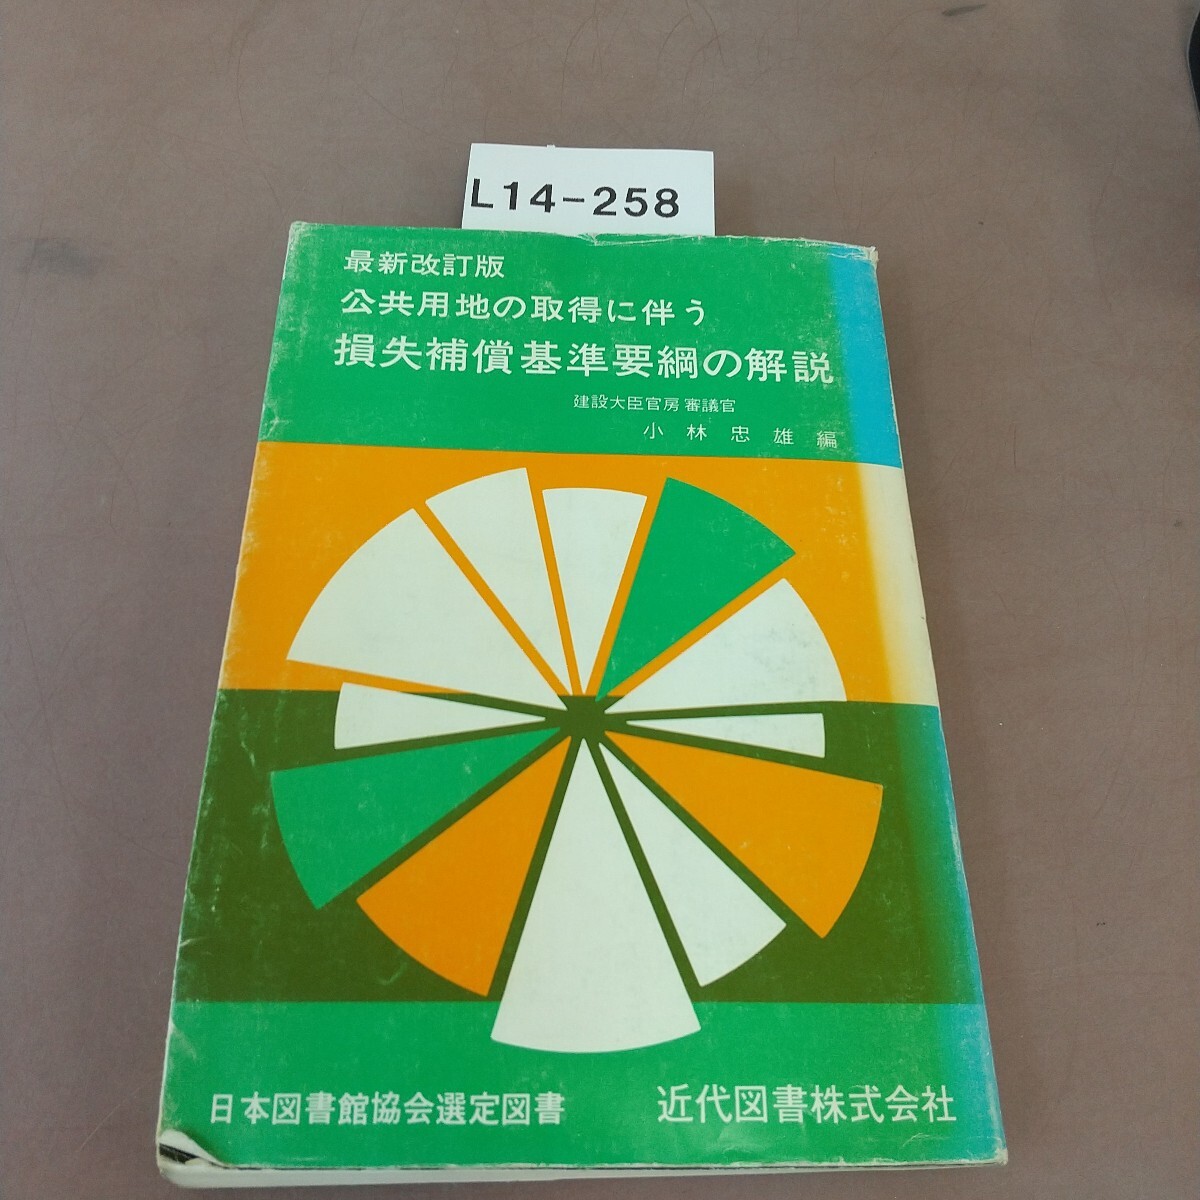 L14-258
最新改訂版
公共用地の取得に伴う
損失補償基準要綱の解説
建設大臣官房 審議官
小林忠雄 編
日本図書館協会選定図書
近代図書株式会社